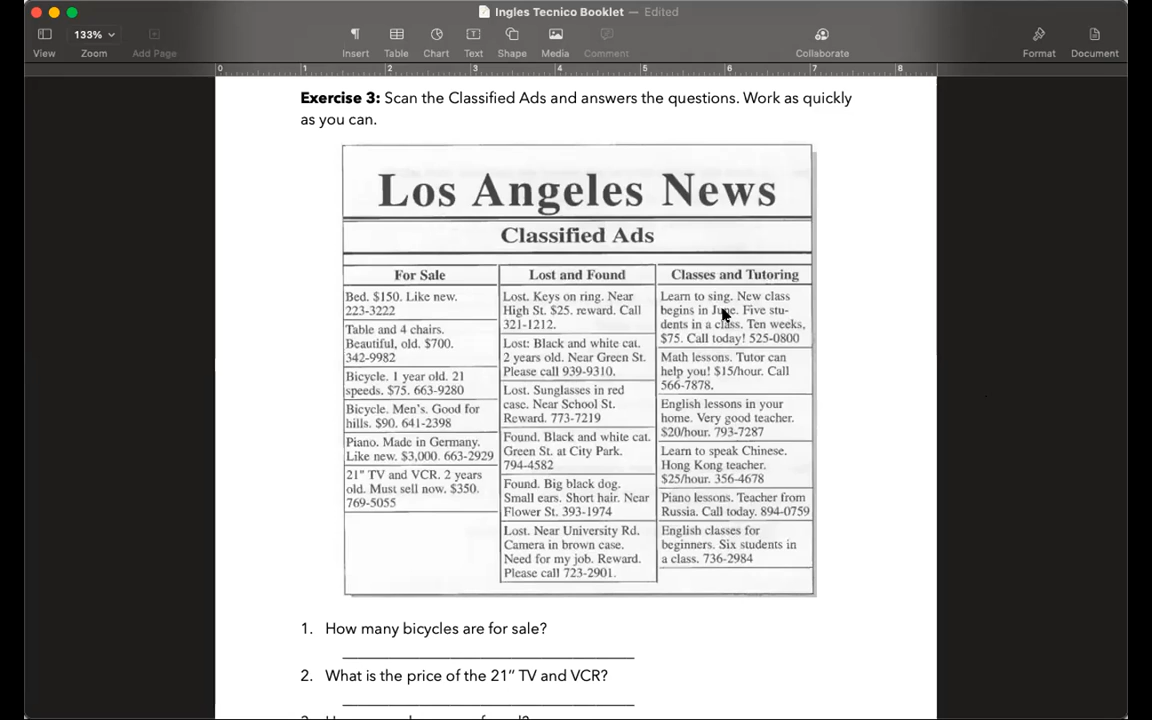 Ingles Tecnico Booklet — Edited
133%
View
Zoom
Add Page
Insert
Table
Chart
Text
Media
Comment
Collaborate
Format
Document
0 1 2 3 4 5 6 7 8
Exercise 3: Scan the Classified Ads and answers the questions. Work as quickly
as you can.
Los Angeles News
Classified Ads
For Sale
Bed. $150. Like new.
223-3222
Table and 4 chairs.
Beautiful, old. $700.
342-9982
Bicycle. 1 year old. 21
speeds. $75. 663-9280
Bicycle. Men's. Good for
hills. $90. 641-2398
Piano. Made in Germany.
Like new. $3,000. 663-2929
21" TV and VCR. 2 years
old. Must sell now. $350.
769-5055
Lost and Found
Lost. Keys on ring. Near
High St. $25. reward. Call
321-1212.
Lost: Black and white cat.
2 years old. Near Green St.
Please call 939-9310.
Lost. Sunglasses in red
case. Near School St.
Reward. 773-7219
Found. Black and white cat.
Green St. at City Park.
794-4582
Found. Big black dog.
Small ears. Short hair. Near
Flower St. 393-1974
Lost. Near University Rd.
Camera in brown case.
Need for my job. Reward.
Please call 723-2901.
Classes and Tutoring
Learn to sing. New class
begins in June. Five stu-
dents in a class. Ten weeks,
$75. Call today! 525-0800
Math lessons. Tutor can
help you! $15/hour. Call
566-7878.
English lessons in your
home. Very good teacher.
$20/hour. 793-7287
Learn to speak Chinese.
Hong Kong teacher.
$25/hour. 356-4678
Piano lessons. Teacher from
Russia. Call today. 894-0759
English classes for
beginners. Six students in
a class. 736-2984
1. How many bicycles are for sale?
2. What is the price of the 21” TV and VCR?